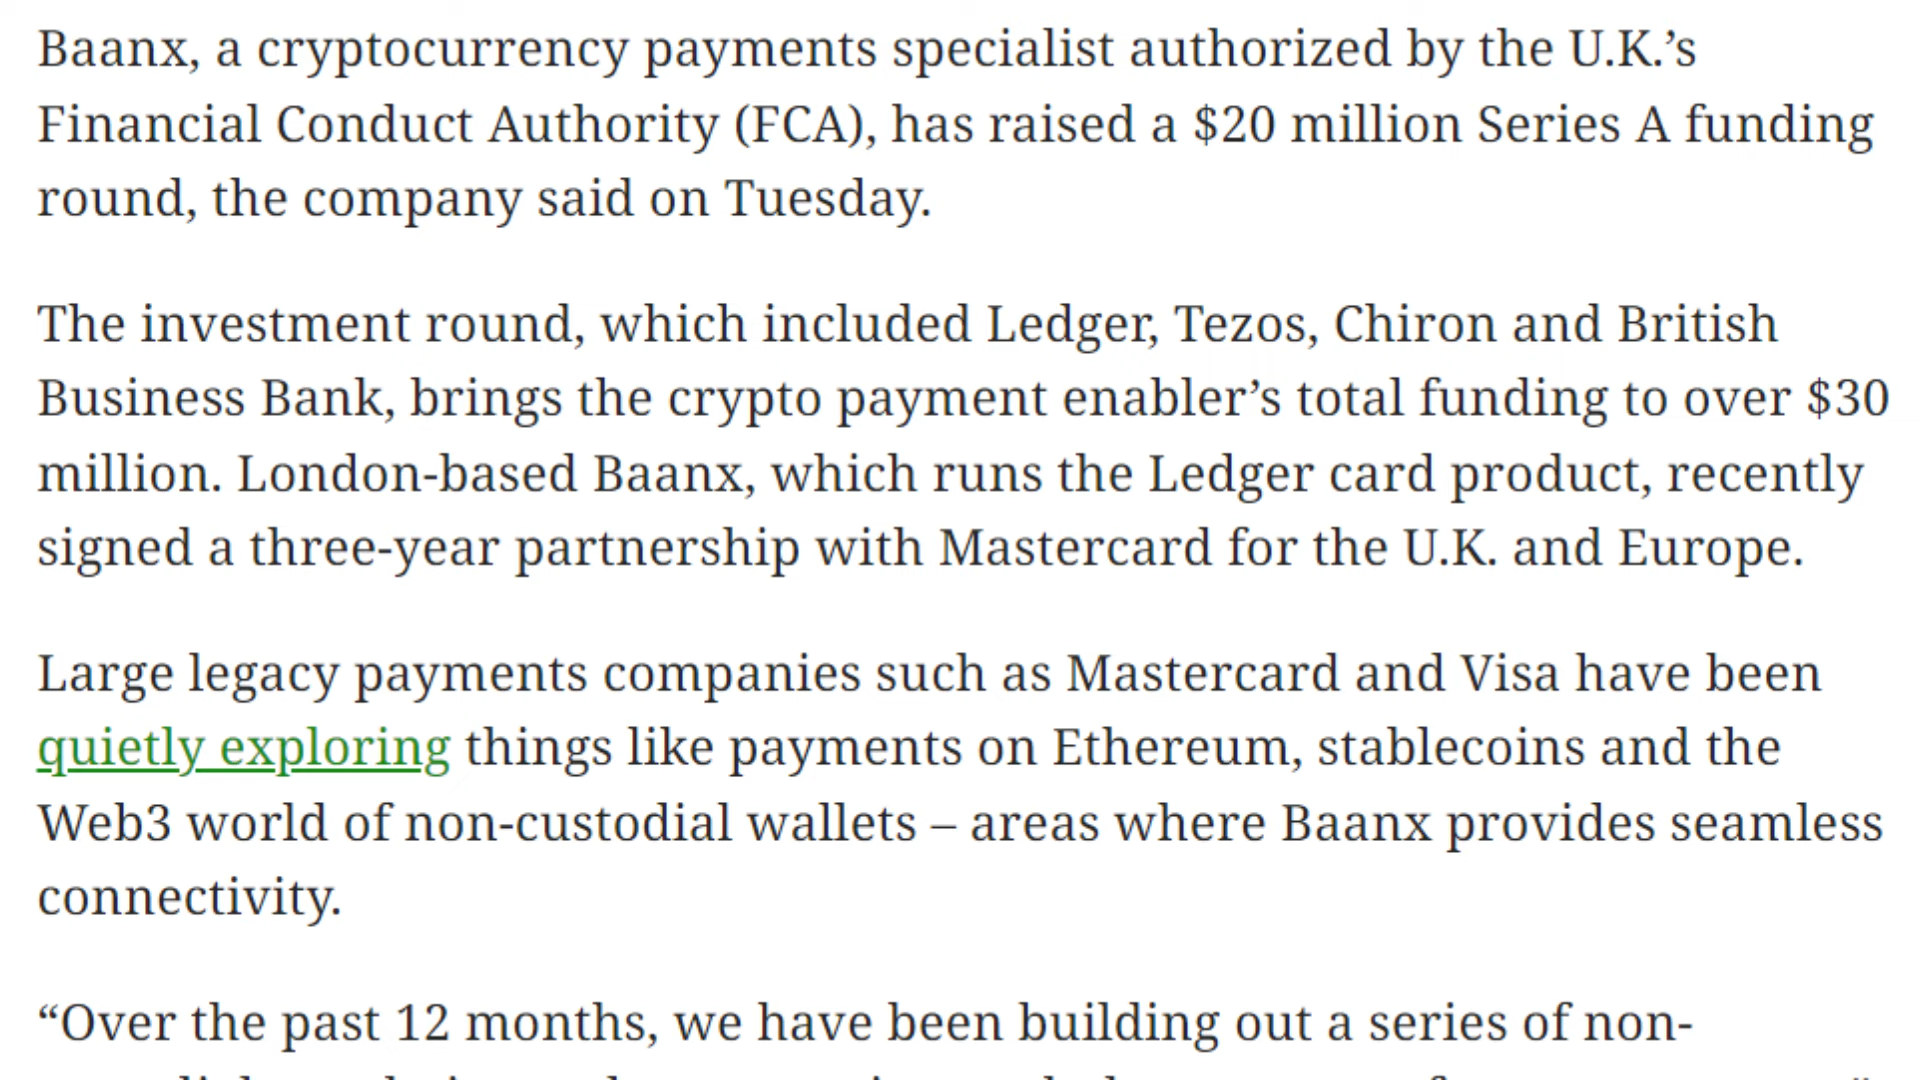 Baanx, a cryptocurrency payments specialist authorized by the U.K.’s
Financial Conduct Authority (FCA), has raised a $20 million Series A funding
round, the company said on Tuesday.
The investment round, which included Ledger, Tezos, Chiron and British
Business Bank, brings the crypto payment enabler’s total funding to over $30
million. London-based Baanx, which runs the Ledger card product, recently
signed a three-year partnership with Mastercard for the U.K. and Europe.
Large legacy payments companies such as Mastercard and Visa have been
quietly exploring things like payments on Ethereum, stablecoins and the
Web3 world of non-custodial wallets – areas where Baanx provides seamless
connectivity.
“Over the past 12 months, we have been building out a series of non-